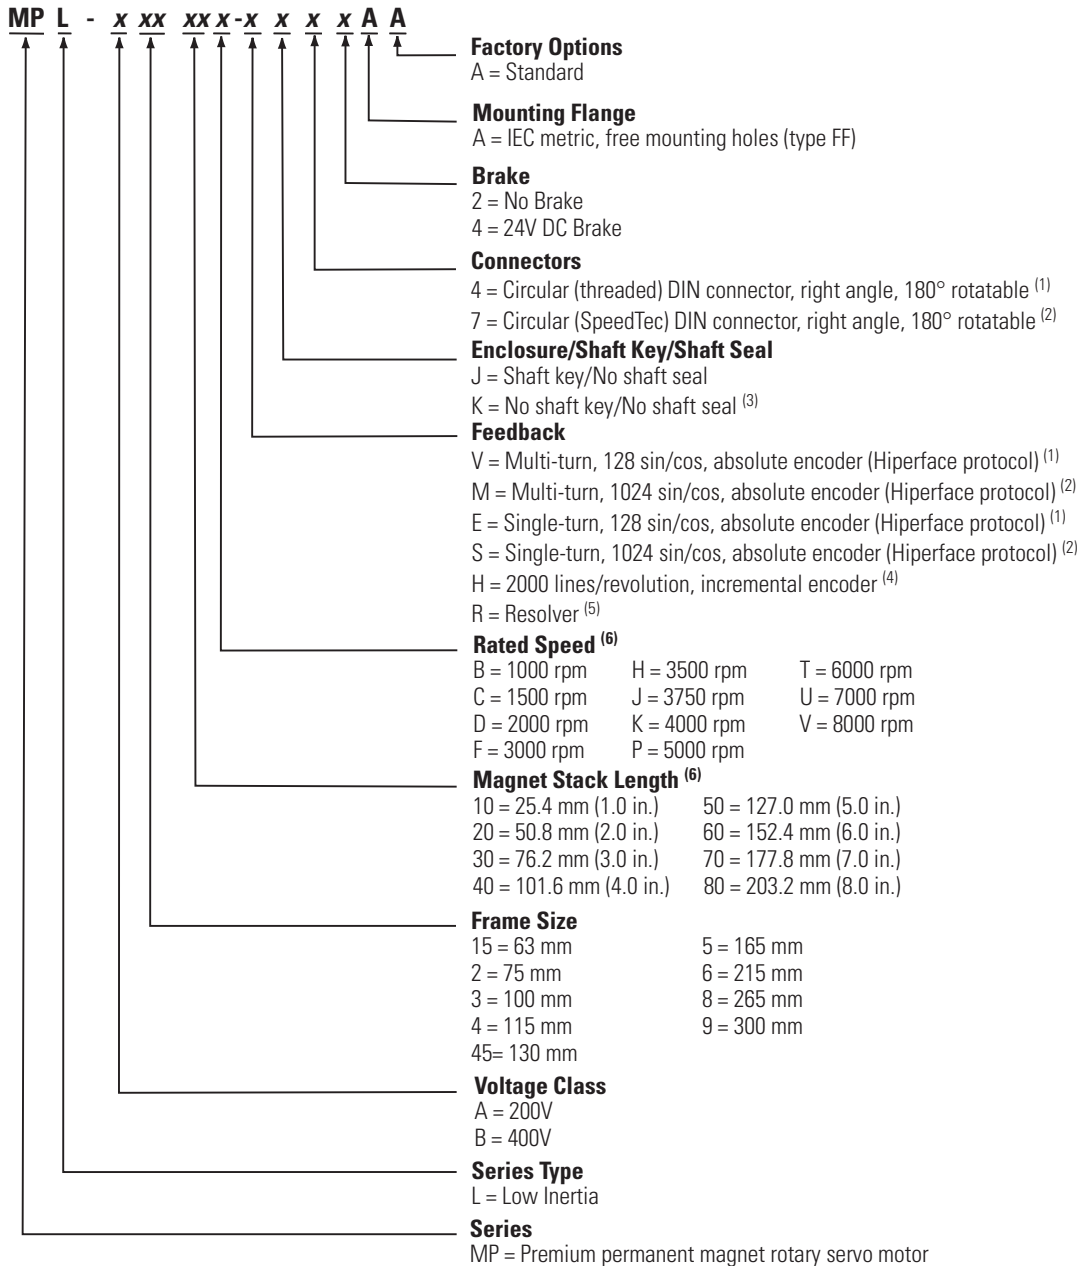 MP L - x xx xx x - x x x x A A
Factory Options
A = Standard
Mounting Flange
A = IEC metric, free mounting holes (type FF)
Brake
2 = No Brake
4 = 24V DC Brake
Connectors
4 = Circular (threaded) DIN connector, right angle, 180° rotatable (1)
7 = Circular (SpeedTec) DIN connector, right angle, 180° rotatable (2)
Enclosure/Shaft Key/Shaft Seal
J = Shaft key/No shaft seal
K = No shaft key/No shaft seal (3)
Feedback
V = Multi-turn, 128 sin/cos, absolute encoder (Hiperface protocol) (1)
M = Multi-turn, 1024 sin/cos, absolute encoder (Hiperface protocol) (2)
E = Single-turn, 128 sin/cos, absolute encoder (Hiperface protocol) (1)
S = Single-turn, 1024 sin/cos, absolute encoder (Hiperface protocol) (2)
H = 2000 lines/revolution, incremental encoder (4)
R = Resolver (5)
Rated Speed (6)
B = 1000 rpm H = 3500 rpm T = 6000 rpm
C = 1500 rpm J = 3750 rpm U = 7000 rpm
D = 2000 rpm K = 4000 rpm V = 8000 rpm
F = 3000 rpm P = 5000 rpm
Magnet Stack Length (6)
10 = 25.4 mm (1.0 in.) 50 = 127.0 mm (5.0 in.)
20 = 50.8 mm (2.0 in.) 60 = 152.4 mm (6.0 in.)
30 = 76.2 mm (3.0 in.) 70 = 177.8 mm (7.0 in.)
40 = 101.6 mm (4.0 in.) 80 = 203.2 mm (8.0 in.)
Frame Size
15 = 63 mm 5 = 165 mm
2 = 75 mm 6 = 215 mm
3 = 100 mm 8 = 265 mm
4 = 115 mm 9 = 300 mm
45= 130 mm
Voltage Class
A = 200V
B = 400V
Series Type
L = Low Inertia
Series
MP = Premium permanent magnet rotary servo motor